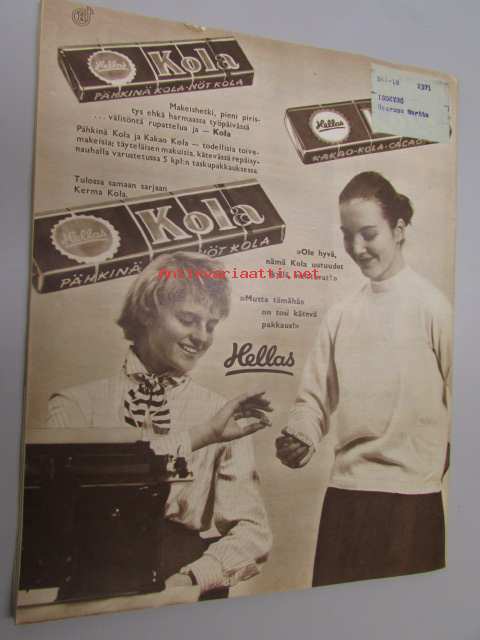 Hellas
Kola
PÄHKINÄ KOLA·NÖT KOLA
Makeishetki, pieni piris-
tys ehkä harmaassa työpäivässä
... välitöntä rupattelua ja — Kola
Pähkinä Kola ja Kakao Kola — todellisia toive-
makeisia; täyteläisen makuisia, kätevässä repäisy-
nauhalla varustetussa 5 kpl:n taskupakkauksessa.
Tulossa samaan sarjaan
Kerma Kola.
2371
Hellas
KAKAO-KOLA-CACAO
Hellas
Kola
PÄHKINÄ NÖT KOLA
Antikvariaatti.net
»Ole hyvä,
nämä Kola uutuudet
»Mutta tämähän
on tosi kätevä
pakkaus!»
Hellas